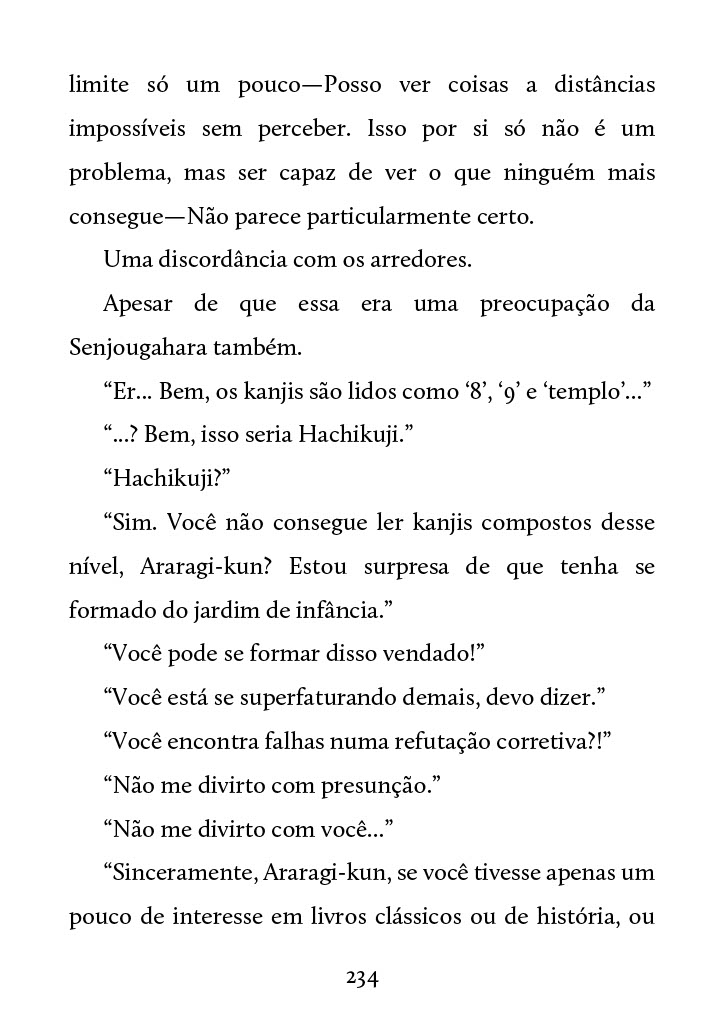 limite só um pouco—Posso ver coisas a distâncias
impossíveis sem perceber. Isso por si só não é um
problema, mas ser capaz de ver o que ninguém mais
consegue—Não parece particularmente certo.
Uma discordância com os arredores.
Apesar de que essa era uma preocupação da
Senjougahara também.
“Er... Bem, os kanjis são lidos como ‘8’, ‘9’ e ‘templo’...”
“...? Bem, isso seria Hachikuji.”
“Hachikuji?”
“Sim. Você não consegue ler kanjis compostos desse
nível, Araragi-kun? Estou surpresa de que tenha se
formado do jardim de infância.”
“Você pode se formar disso vendado!”
“Você está se superfaturando demais, devo dizer.”
“Você encontra falhas numa refutação corretiva?!”
“Não me divirto com presunção.”
“Não me divirto com você...”
“Sinceramente, Araragi-kun, se você tivesse apenas um
pouco de interesse em livros clássicos ou de história, ou
234